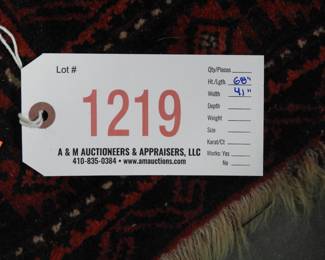 Lot #
1219
A & M AUCTIONEERS & APPRAISERS, LLC
410-835-0384 • www.amauctions.com
Qty/Pieces
Ht./Lgth. 68"
Width 41"
Depth
Weight
Size
Karat/Ct
Works: Yes
No